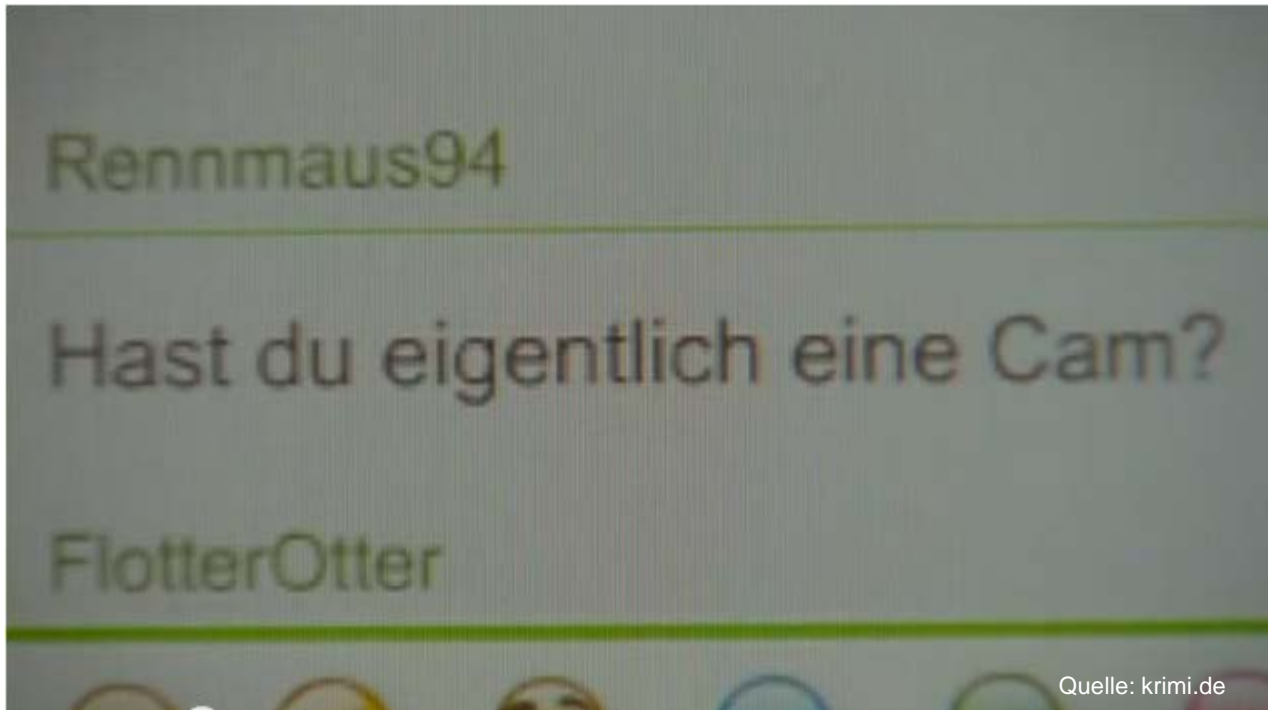 Rennmaus94
Hast du eigentlich eine Cam?
FlotterOtter
Quelle: krimi.de